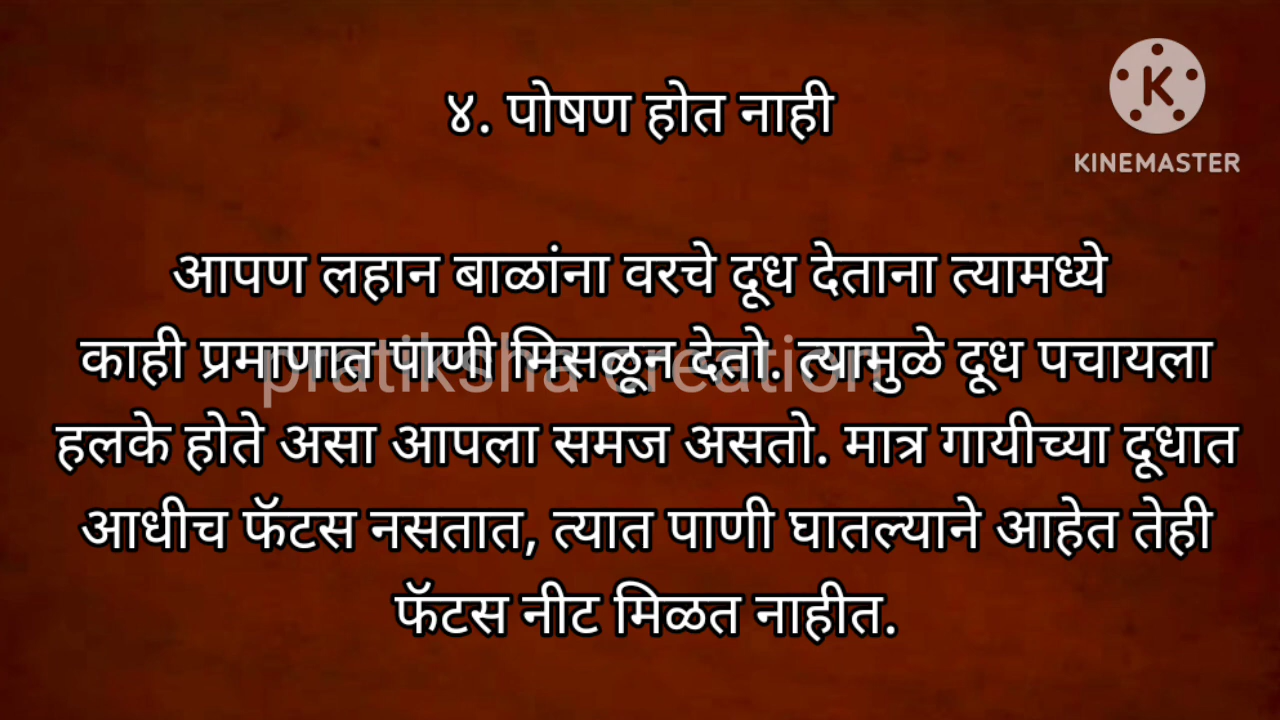 ४. पोषण होत नाही
K
KINEMASTER
आपण लहान बाळांना वरचे दूध देताना त्यामध्ये
काही प्रमाणात पाणी मिसळून देतो. त्यामुळे दूध पचायला
pratiksha creation
हलके होते असा आपला समज असतो. मात्र गायीच्या दूधात
आधीच फॅटस नसतात, त्यात पाणी घातल्याने आहेत तेही
फॅटस नीट मिळत नाहीत.